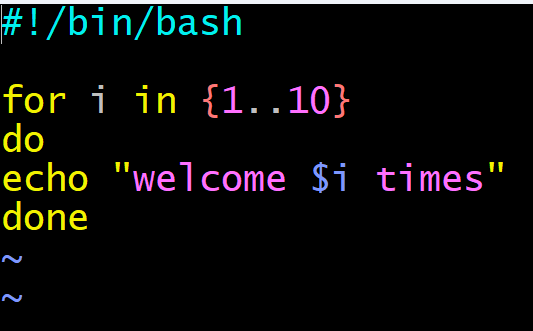 #!/bin/bash

for i in {1..10}
do
echo "welcome $i times"
done
~
~